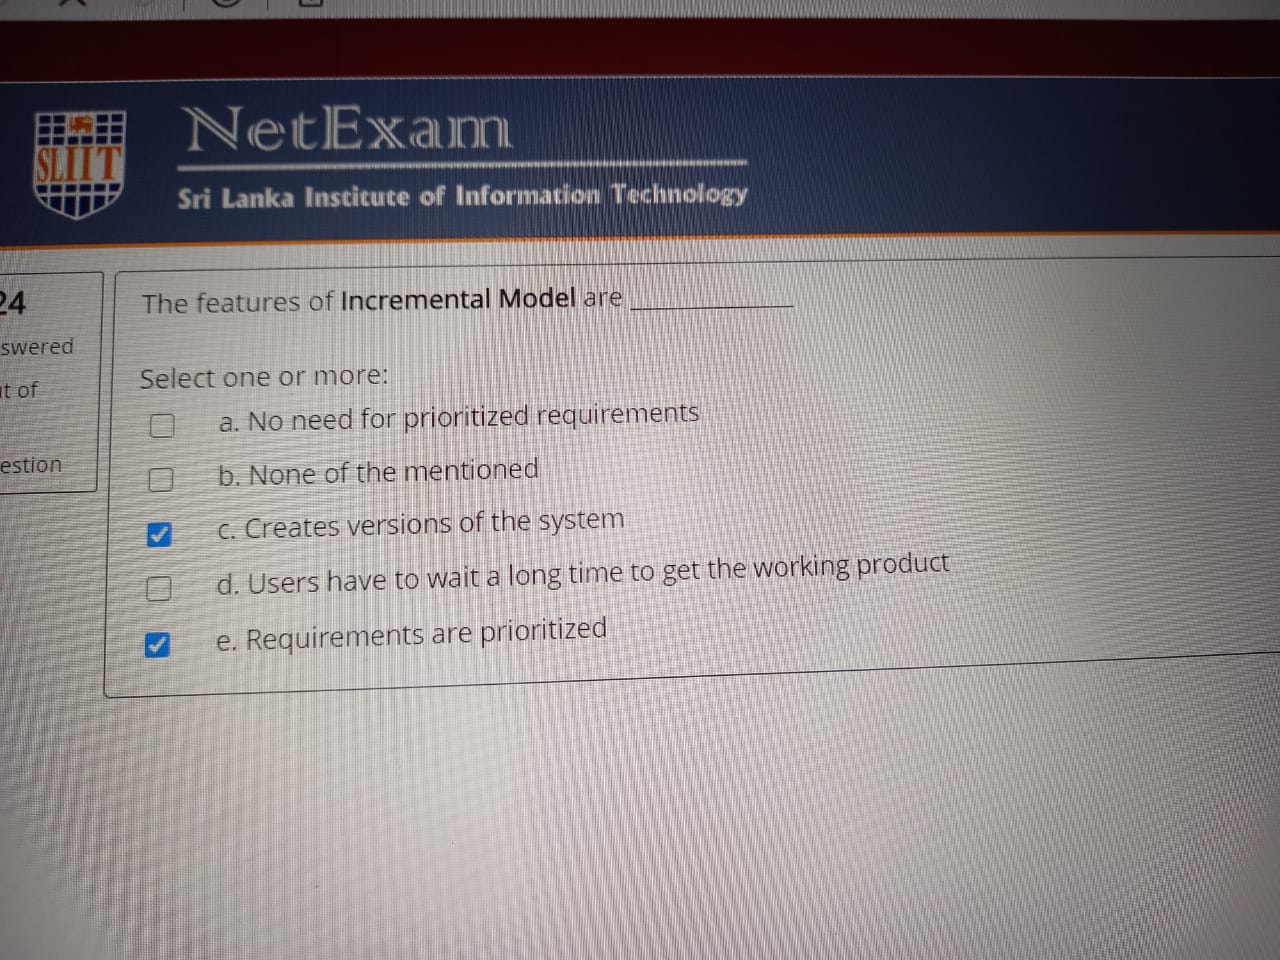 SLIIT
NetExam
Sri Lanka Institute of Information Technology
24
swered
t of
estion
The features of Incremental Model are ____________
Select one or more:
a. No need for prioritized requirements
b. None of the mentioned
c. Creates versions of the system
d. Users have to wait a long time to get the working product
e. Requirements are prioritized